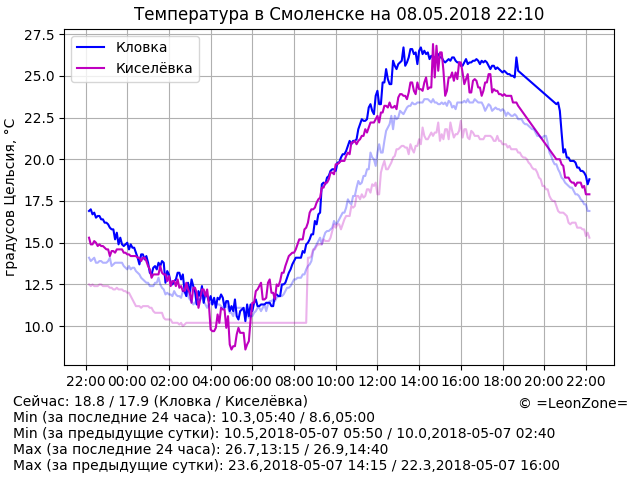 Температура в Смоленске на 08.05.2018 22:10
градусов Цельсия, °C
27.5
25.0
22.5
20.0
17.5
15.0
12.5
10.0
Кловка
Киселёвка
22:00 00:00 02:00 04:00 06:00 08:00 10:00 12:00 14:00 16:00 18:00 20:00 22:00
Сейчас: 18.8 / 17.9 (Кловка / Киселёвка)
© =LeonZone=
Min (за последние 24 часа): 10.3,05:40 / 8.6,05:00
Min (за предыдущие сутки): 10.5,2018-05-07 05:50 / 10.0,2018-05-07 02:40
Max (за последние 24 часа): 26.7,13:15 / 26.9,14:40
Max (за предыдущие сутки): 23.6,2018-05-07 14:15 / 22.3,2018-05-07 16:00